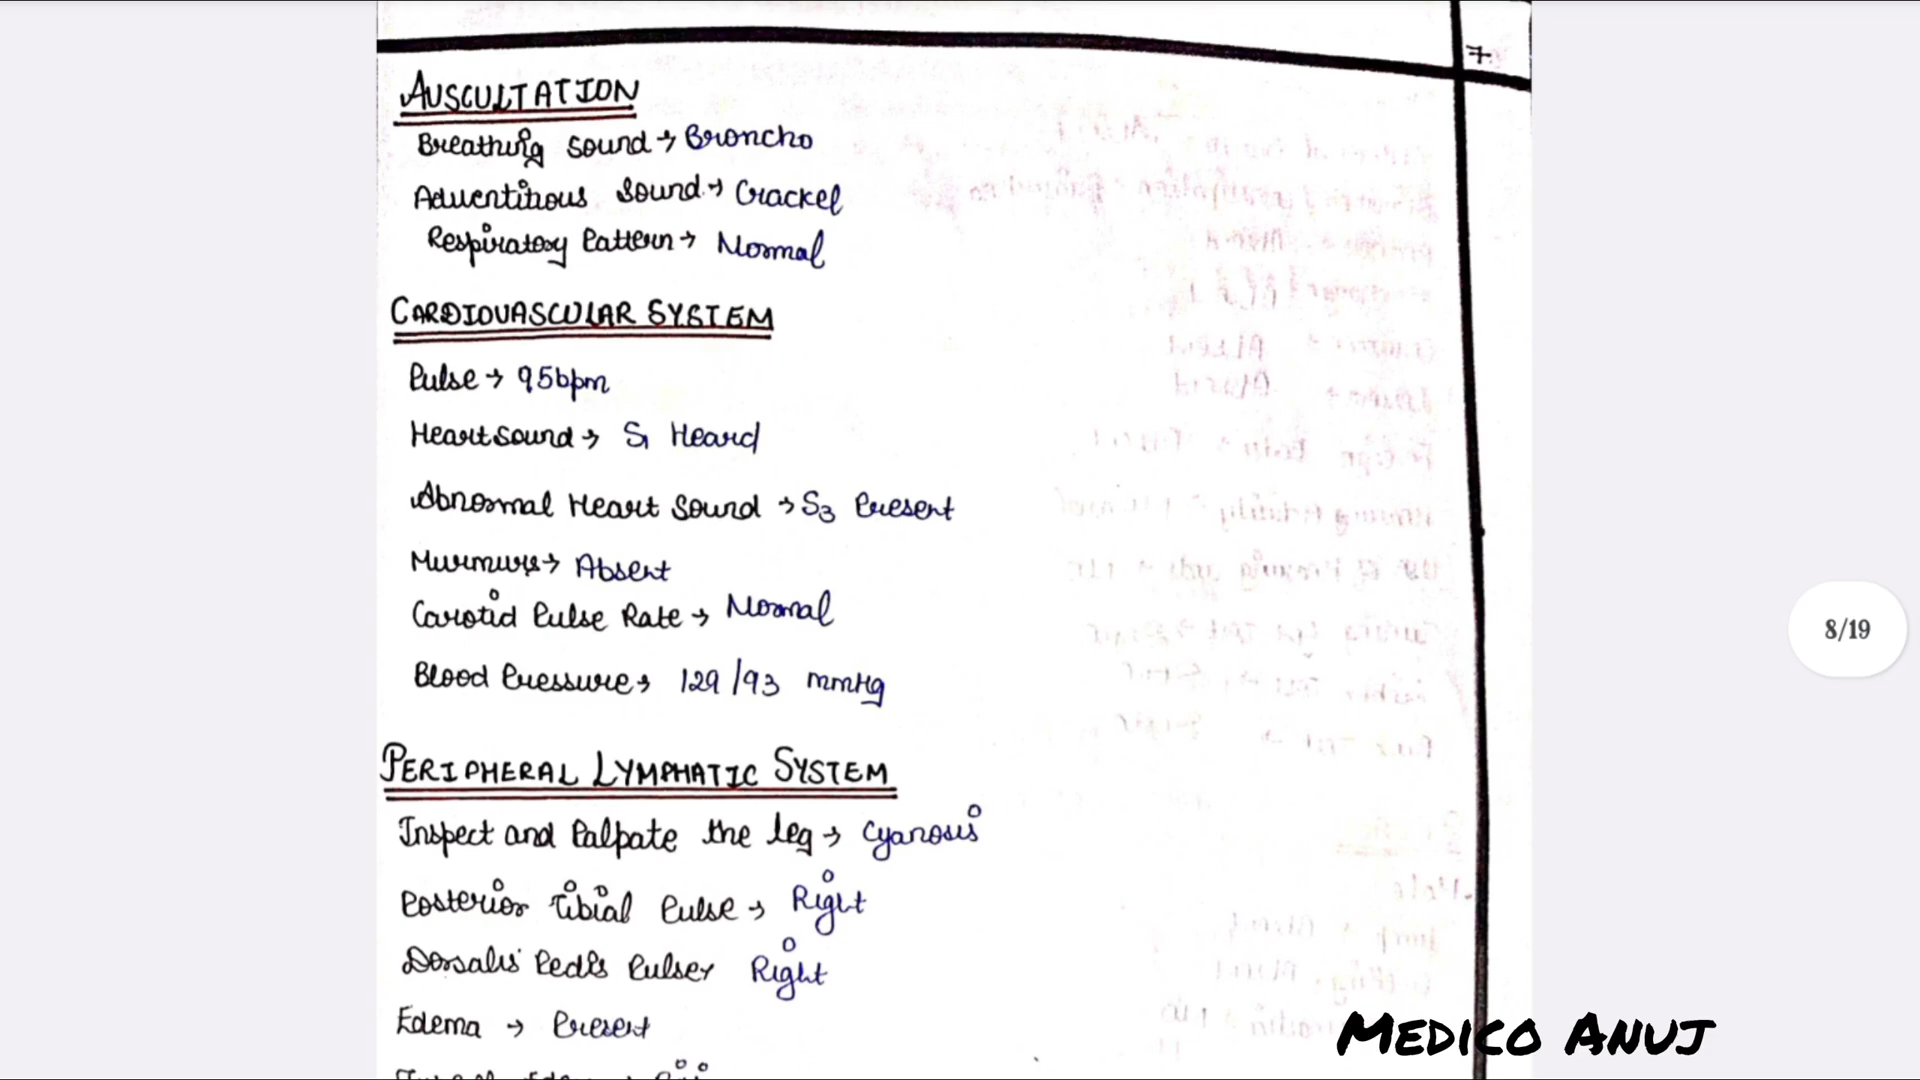 7.
AUSCULTATION
Breathing Sound → Broncho
Adventitious Sound → Crackel
Respiratory Pattern → Normal
CARDIOVASCULAR SYSTEM
Pulse → 95bpm
Heart Sound → S1 Heard
Abnormal Heart Sound → S3 Present
Murmurs → Absent
Carotid Pulse Rate → Normal
Blood Pressure → 129/93 mmHg
8/19
PERIPHERAL LYMPHATIC SYSTEM
Inspect and Palpate the leg → Cyanosis
Posterior Tibial Pulse → Right
Dorsalis Pedis Pulse → Right
Edema → Present
MEDICO ANUJ